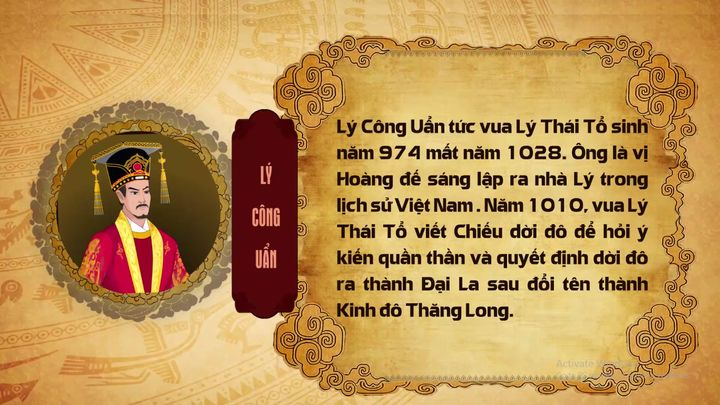 LÝ
CÔNG
UẨN
Lý Công Uẩn tức vua Lý Thái Tổ sinh
năm 974 mất năm 1028. Ông là vị
Hoàng đế sáng lập ra nhà Lý trong
lịch sử Việt Nam . Năm 1010, vua Lý
Thái Tổ viết Chiếu dời đô để hỏi ý
kiến quần thần và quyết định dời đô
ra thành Đại La sau đổi tên thành
Kinh đô Thăng Long.
Activate